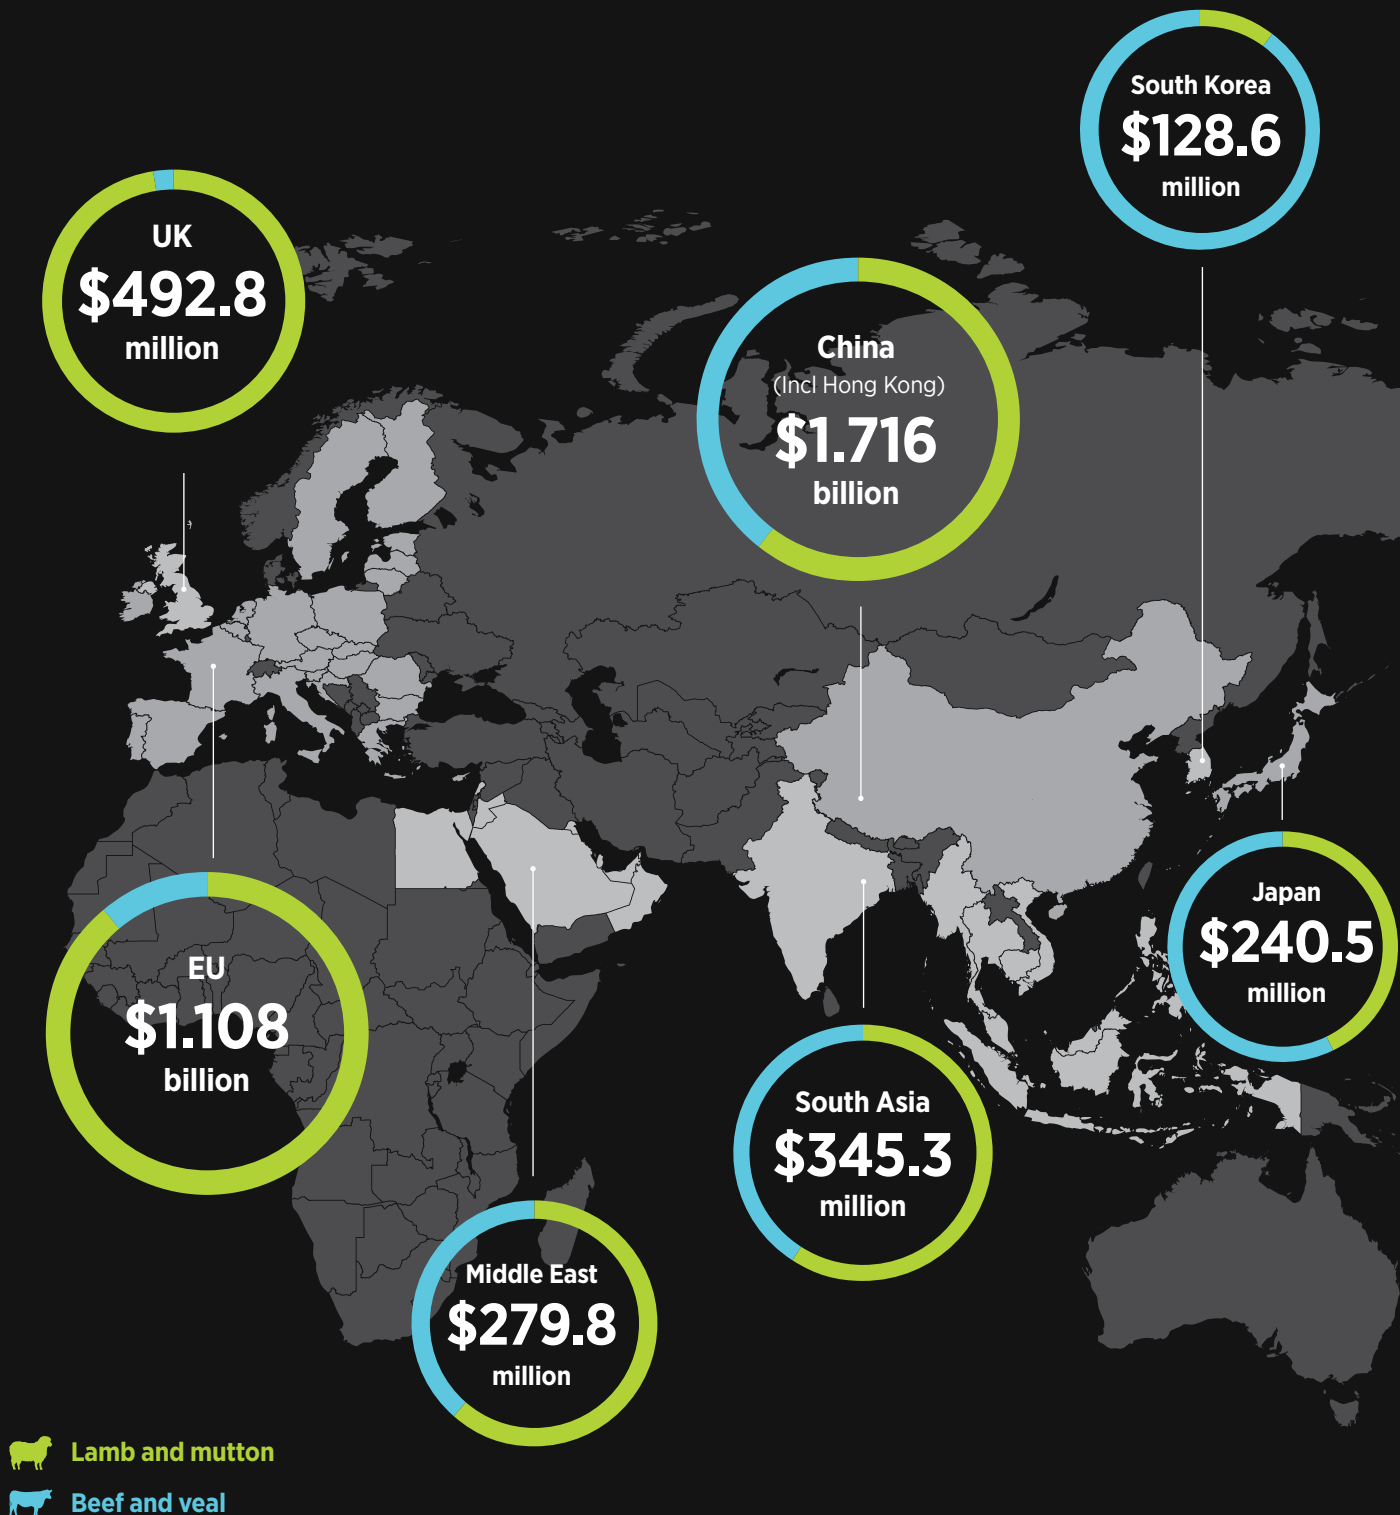 South Korea
$128.6
million
UK
$492.8
million
China
(Incl Hong Kong)
$1.716
billion
Japan
$240.5
million
EU
$1.108
billion
South Asia
$345.3
million
Middle East
$279.8
million
Lamb and mutton
Beef and veal